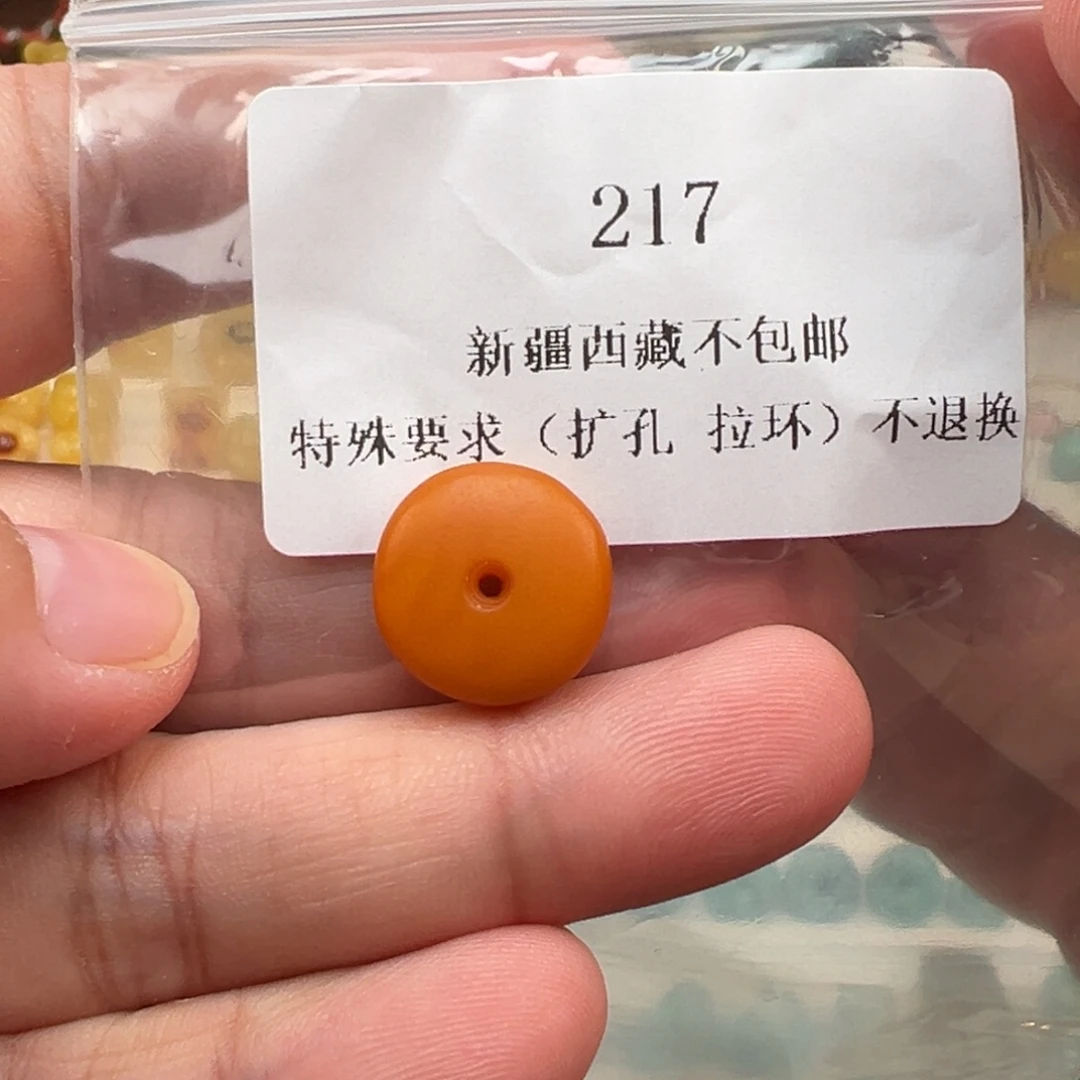 217
新疆西藏不包邮
特殊要求（扩孔 拉环）不退换